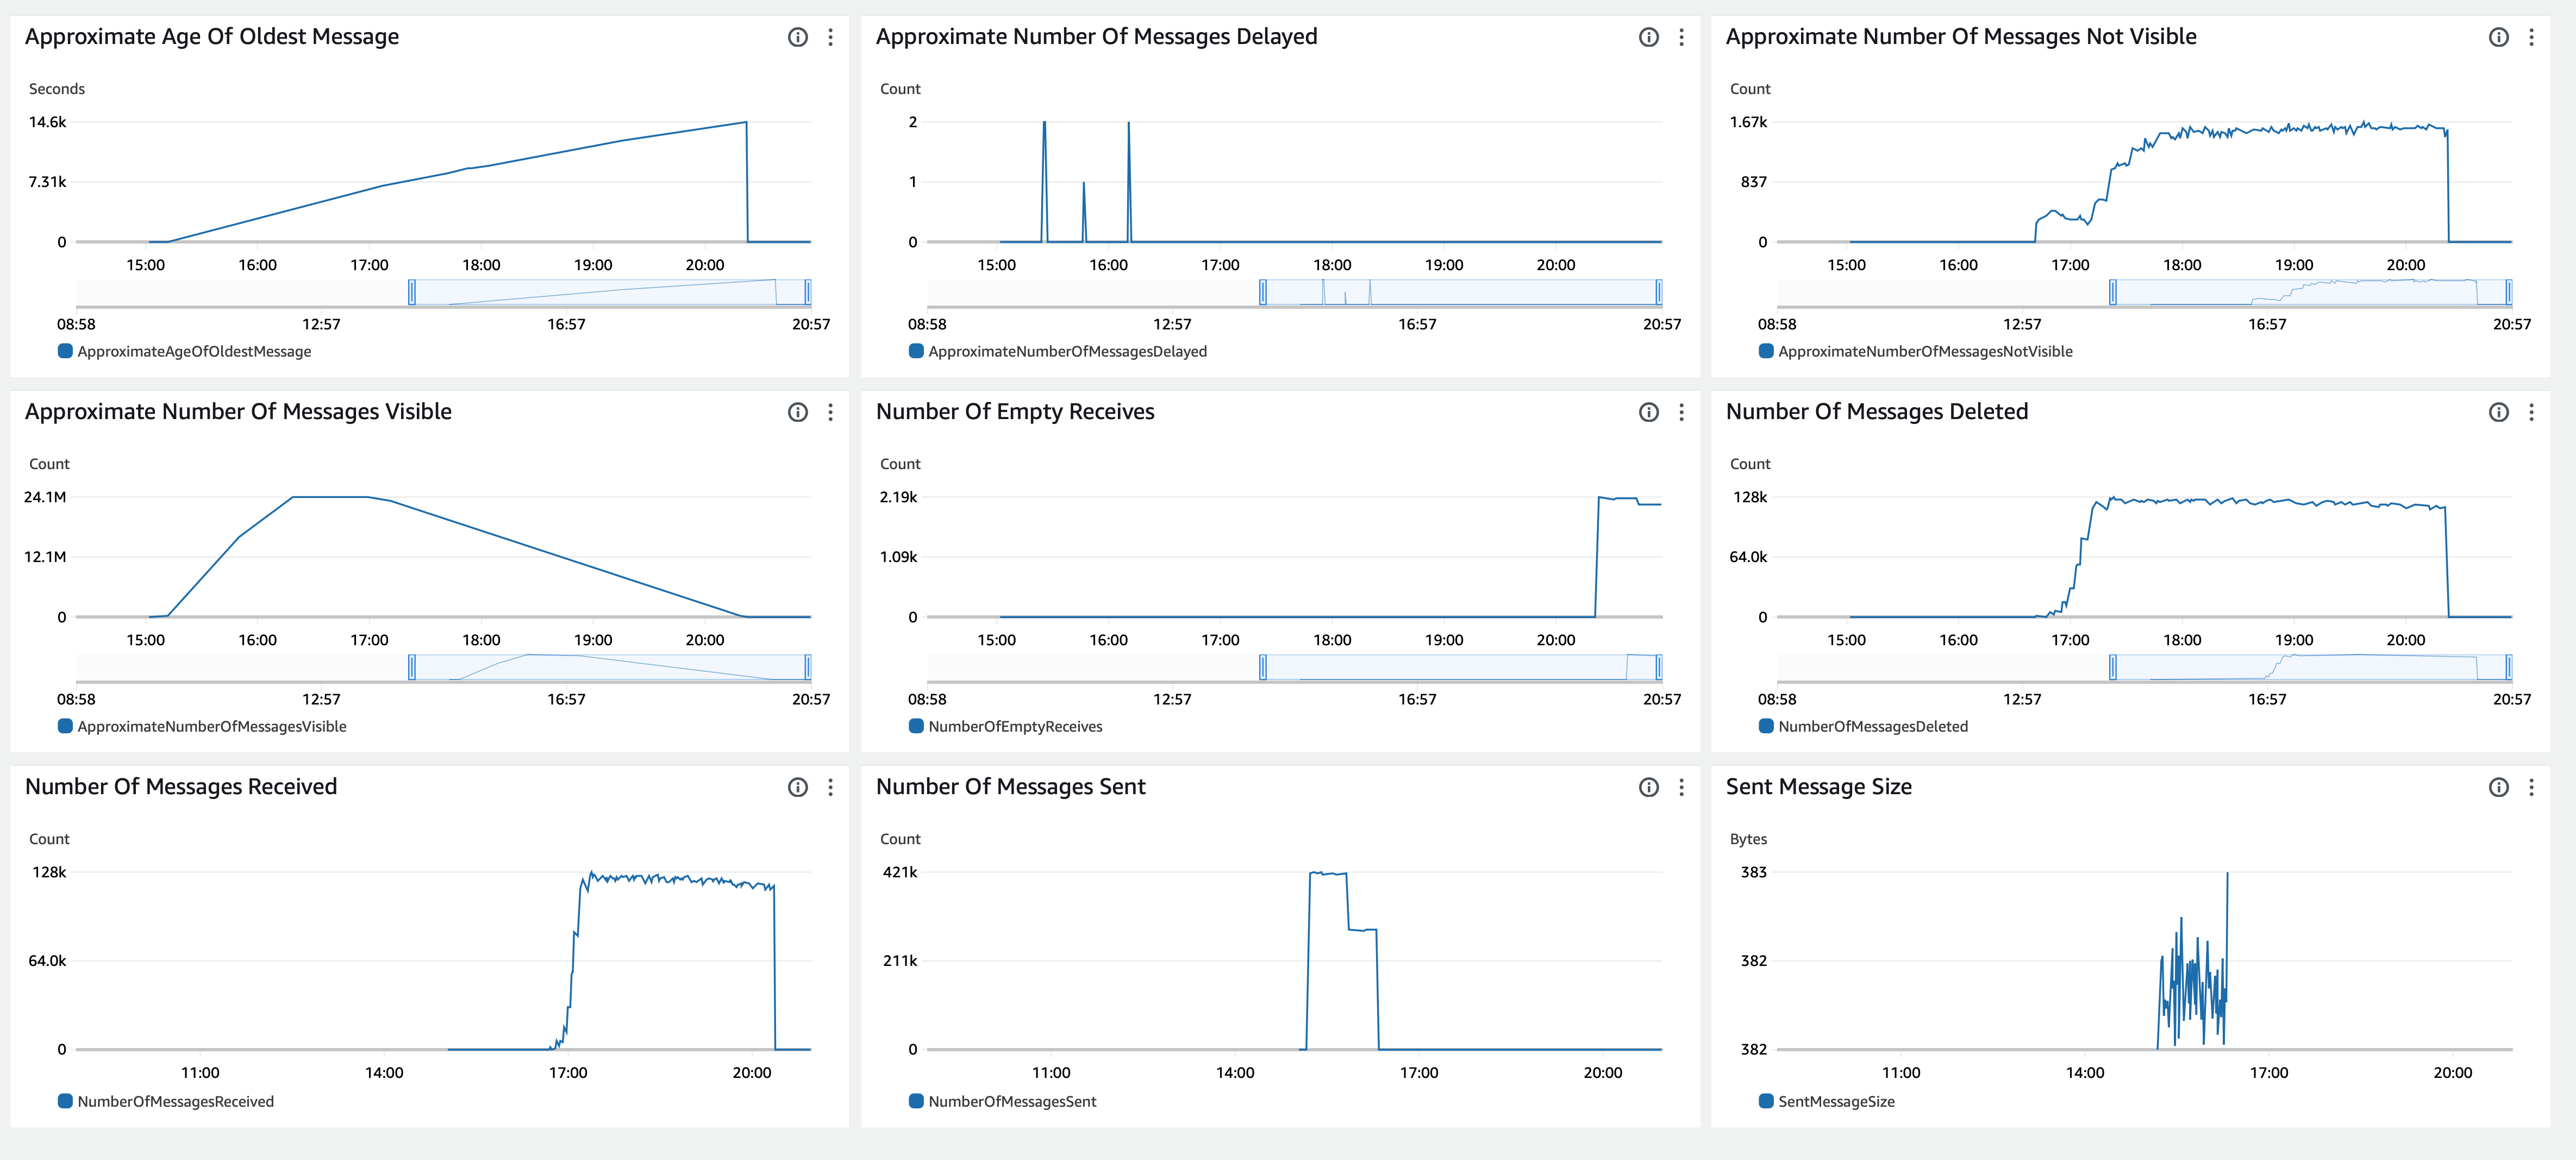 Approximate Age Of Oldest Message
Seconds
14.6k
7.31k
0
15:00 16:00 17:00 18:00 19:00 20:00
08:58 12:57 16:57 20:57
ApproximateAgeOfOldestMessage
Approximate Number Of Messages Delayed
Count
2
1
0
15:00 16:00 17:00 18:00 19:00 20:00
08:58 12:57 16:57 20:57
ApproximateNumberOfMessagesDelayed
Approximate Number Of Messages Not Visible
Count
1.67k
837
0
15:00 16:00 17:00 18:00 19:00 20:00
08:58 12:57 16:57 20:57
ApproximateNumberOfMessagesNotVisible
Approximate Number Of Messages Visible
Count
24.1M
12.1M
0
15:00 16:00 17:00 18:00 19:00 20:00
08:58 12:57 16:57 20:57
ApproximateNumberOfMessagesVisible
Number Of Empty Receives
Count
2.19k
1.09k
0
15:00 16:00 17:00 18:00 19:00 20:00
08:58 12:57 16:57 20:57
NumberOfEmptyReceives
Number Of Messages Deleted
Count
128k
64.0k
0
15:00 16:00 17:00 18:00 19:00 20:00
08:58 12:57 16:57 20:57
NumberOfMessagesDeleted
Number Of Messages Received
Count
128k
64.0k
0
11:00 14:00 17:00 20:00
NumberOfMessagesReceived
Number Of Messages Sent
Count
421k
211k
0
11:00 14:00 17:00 20:00
NumberOfMessagesSent
Sent Message Size
Bytes
383
382
382
11:00 14:00 17:00 20:00
SentMessageSize